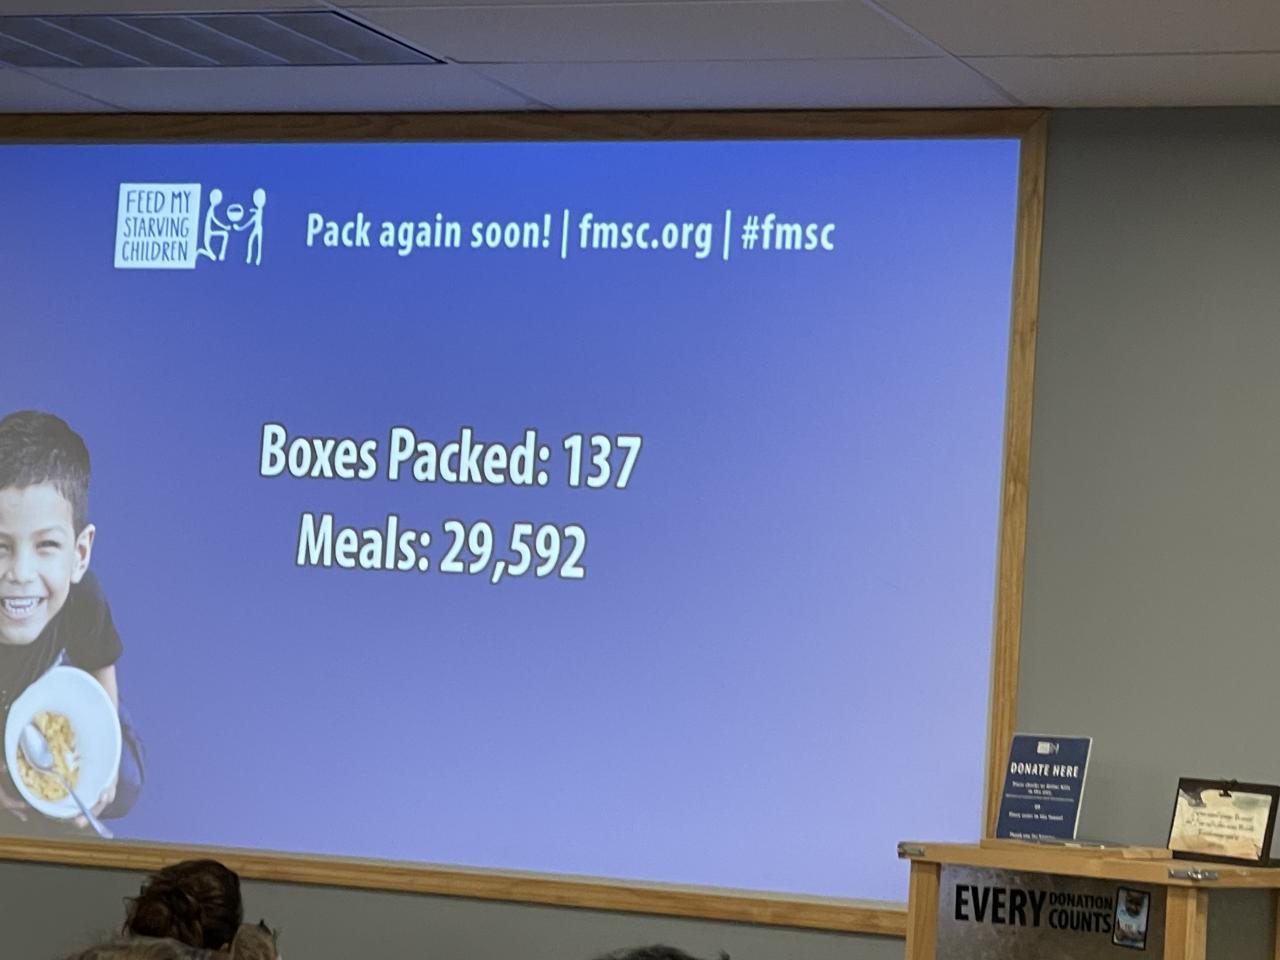 FEED MY
STARVING
CHILDREN
Pack again soon! | fmsc.org | #fmsc
Boxes Packed: 137
Meals: 29,592
DONATE HERE
EVERY DONATION
COUNTS